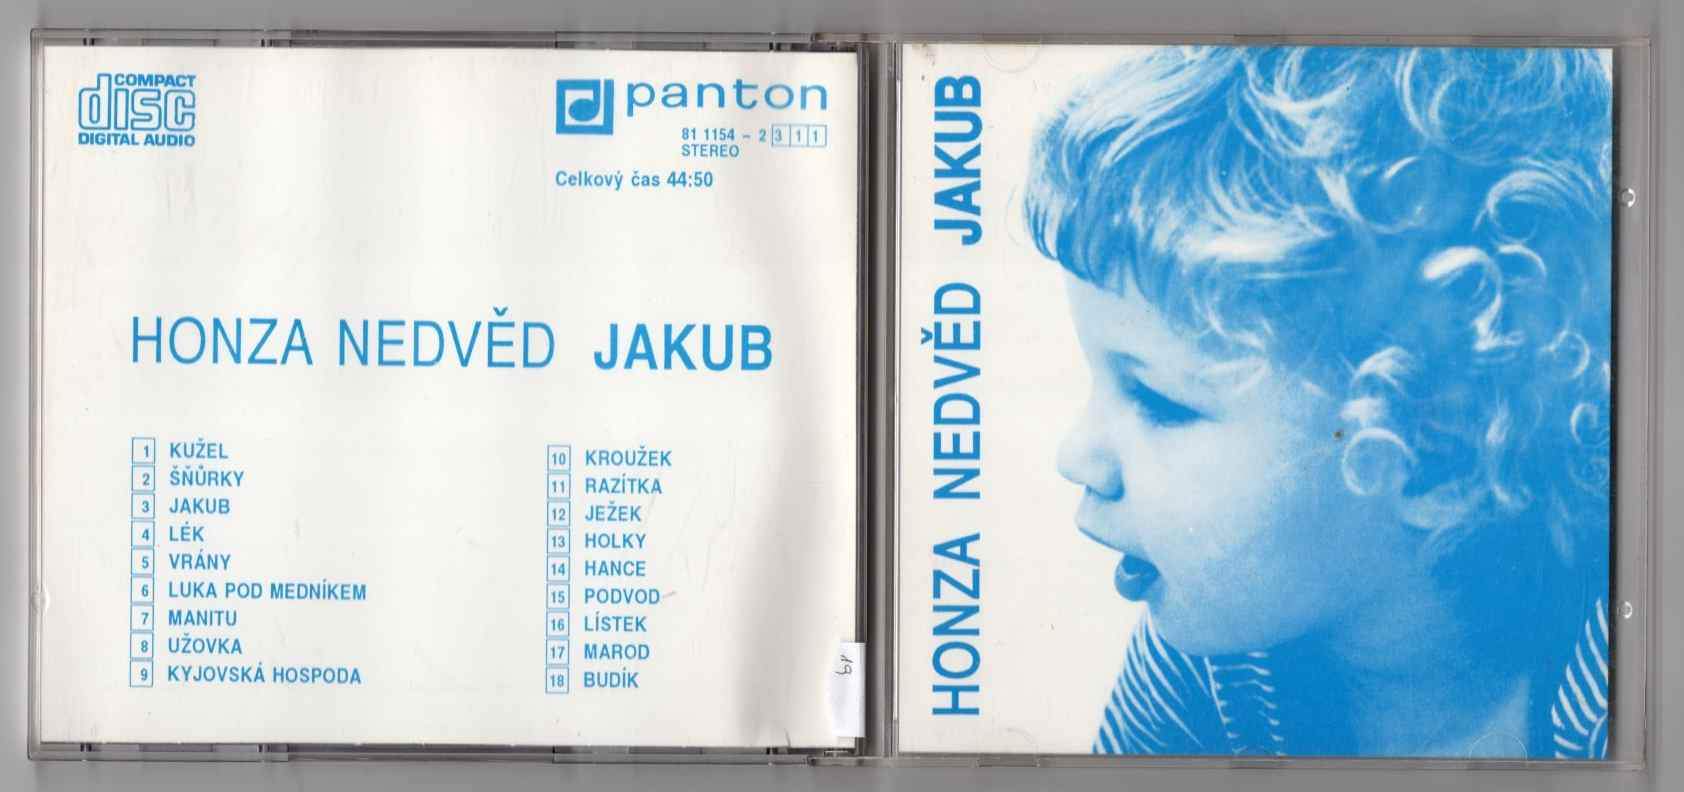 COMPACT
disc
DIGITAL AUDIO
panton
81 1154 - 2 311
STEREO
Celkový čas 44:50
HONZA NEDVĚD JAKUB
1 KUŽEL
2 ŠŇŮRKY
3 JAKUB
4 LÉK
5 VRÁNY
6 LUKA POD MEDNÍKEM
7 MANITU
8 UŽOVKA
9 KYJOVSKÁ HOSPODA
10 KROUŽEK
11 RAZÍTKA
12 JEŽEK
13 HOLKY
14 HANCE
15 PODVOD
16 LÍSTEK
17 MAROD
18 BUDÍK
19
HONZA NEDVĚD JAKUB